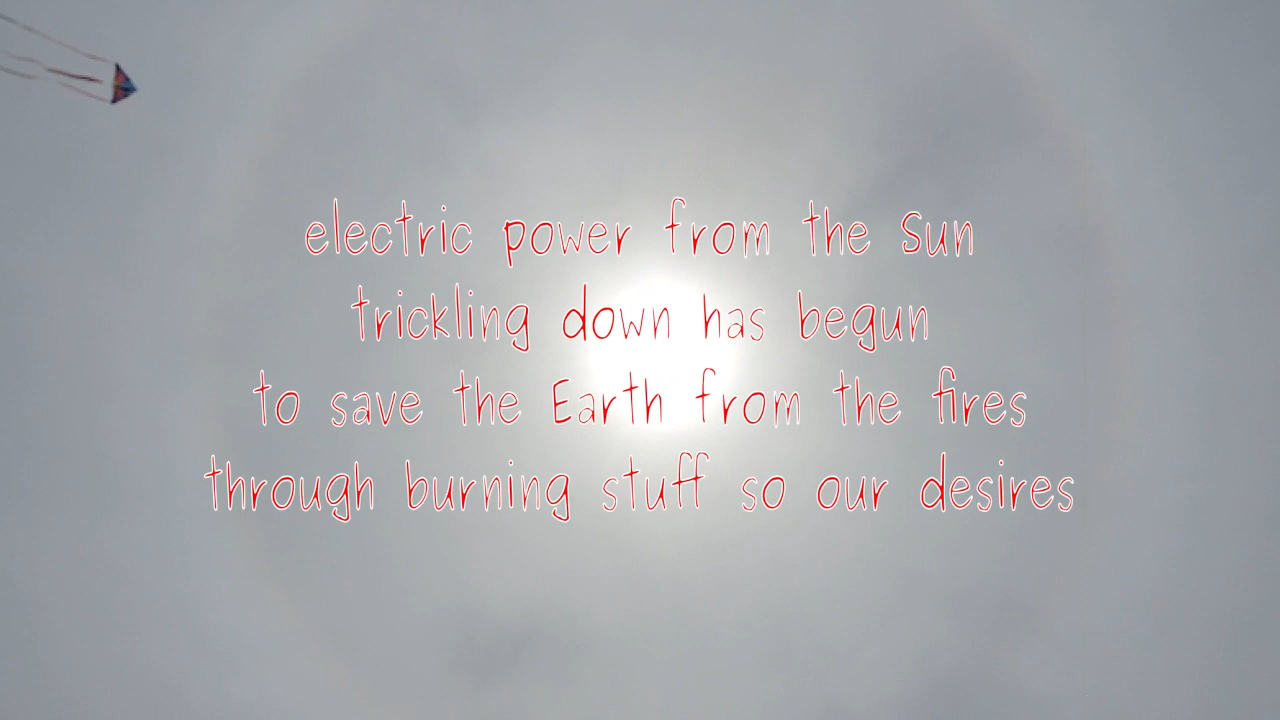 electric power from the Sun
trickling down has begun
to save the Earth from the fires
through burning stuff so our desires